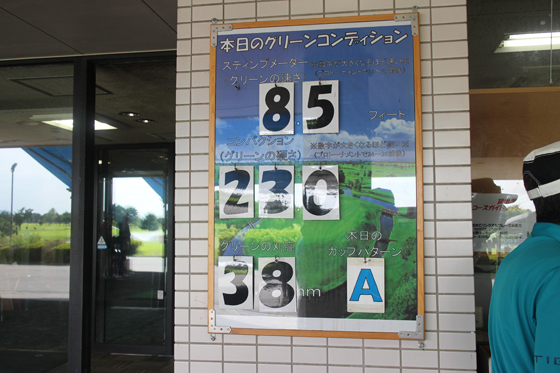 本日のグリーンコンディション
スティンプメーター
グリーンの速さ
8.5
フィート
コンパクション
(グリーンの硬さ)
23.0
グリーンの刈高
本日の
カップパターン
3.8
mm
A